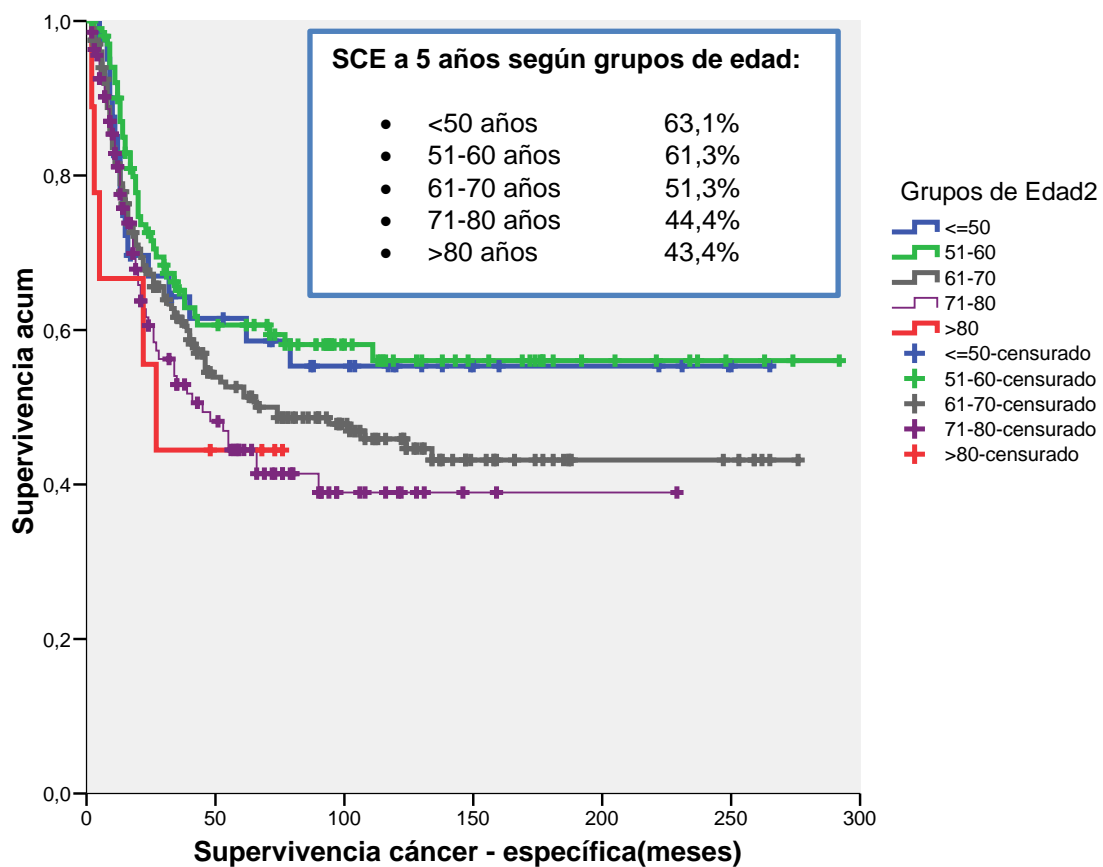 SCE a 5 años según grupos de edad:
• <50 años 63,1%
• 51-60 años 61,3%
• 61-70 años 51,3%
• 71-80 años 44,4%
• >80 años 43,4%
Supervivencia acum
1,0
0,8
0,6
0,4
0,2
0,0
0 50 100 150 200 250 300
Supervivencia cáncer - específica(meses)
Grupos de Edad2
<=50
51-60
61-70
71-80
>80
<=50-censurado
51-60-censurado
61-70-censurado
71-80-censurado
>80-censurado